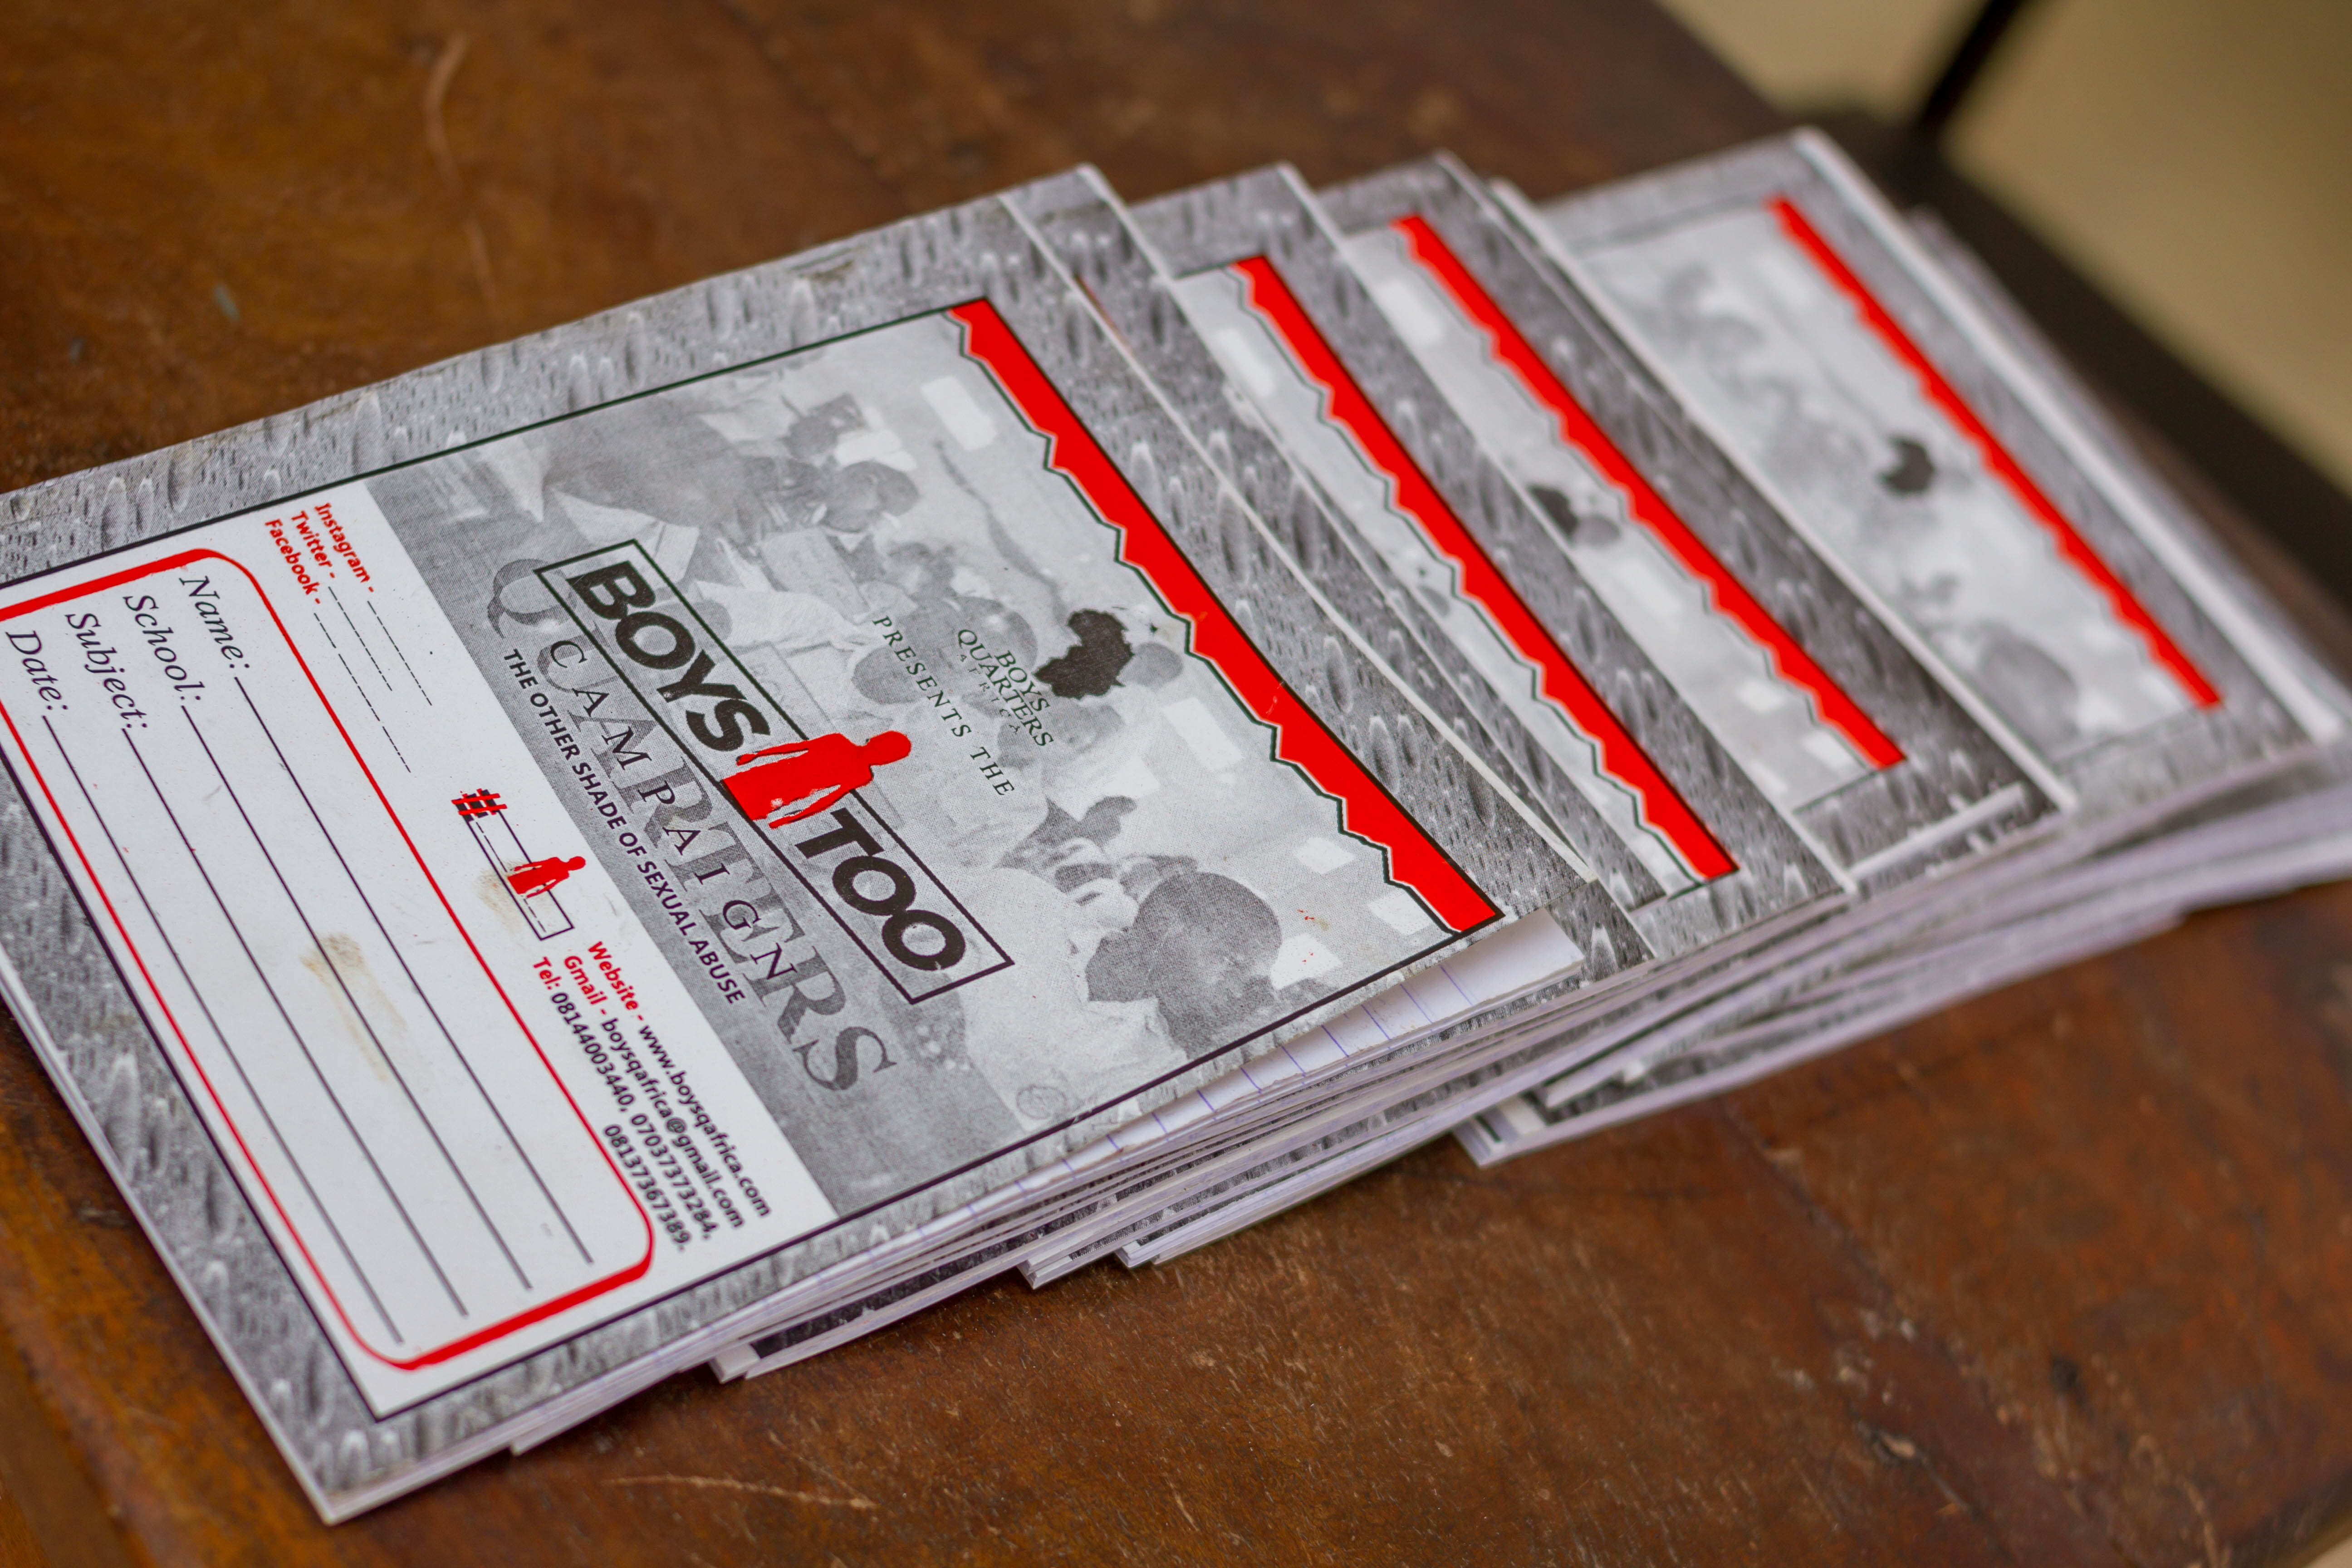 BOYS
QUARTERS
AFRICA
PRESENTS THE
BOYS TOO
CAMPAIGN
THE OTHER SHADE OF SEXUAL ABUSE
Instagram -
Twitter -
Facebook -
#
Website - www.boysqafrica.com
Gmail - boysqafrica@gmail.com
Tel: 08144003440, 07037373284,
08137367389.
Name:
School:
Subject:
Date: